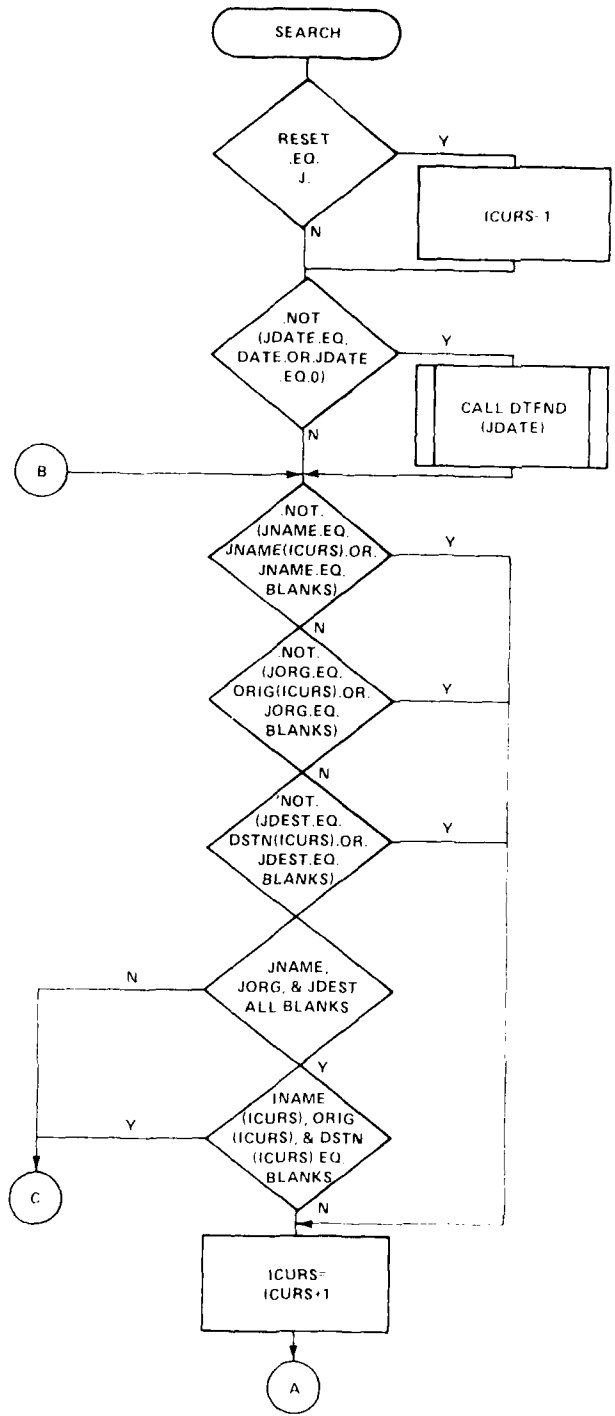 SEARCH
RESET
.EQ.
J.
Y
ICURS=1
N
.NOT
(JDATE.EQ.
DATE.OR.JDATE
.EQ.0)
Y
CALL DTFND
(JDATE)
N
B
.NOT.
(JNAME.EQ.
JNAME(ICURS).OR.
JNAME.EQ.
BLANKS)
Y
N
.NOT.
(JORG.EQ.
ORIG(ICURS).OR.
JORG.EQ.
BLANKS)
Y
N
'NOT.
(JDEST.EQ.
DSTN(ICURS).OR.
JDEST.EQ.
BLANKS)
Y
N
JNAME,
JORG, & JDEST
ALL BLANKS
Y
Y
INAME
(ICURS), ORIG
(ICURS), & DSTN
(ICURS) EQ.
BLANKS
C
N
ICURS=
ICURS+1
A